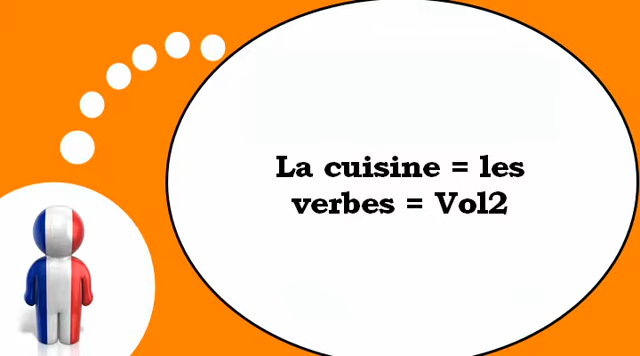 La cuisine = les
verbes = Vol2